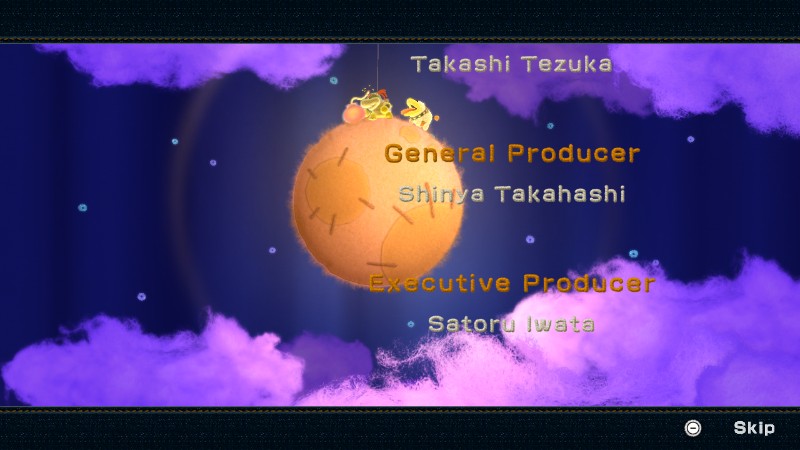 Takashi Tezuka
General Producer
Shinya Takahashi
Executive Producer
Satoru Iwata
Skip